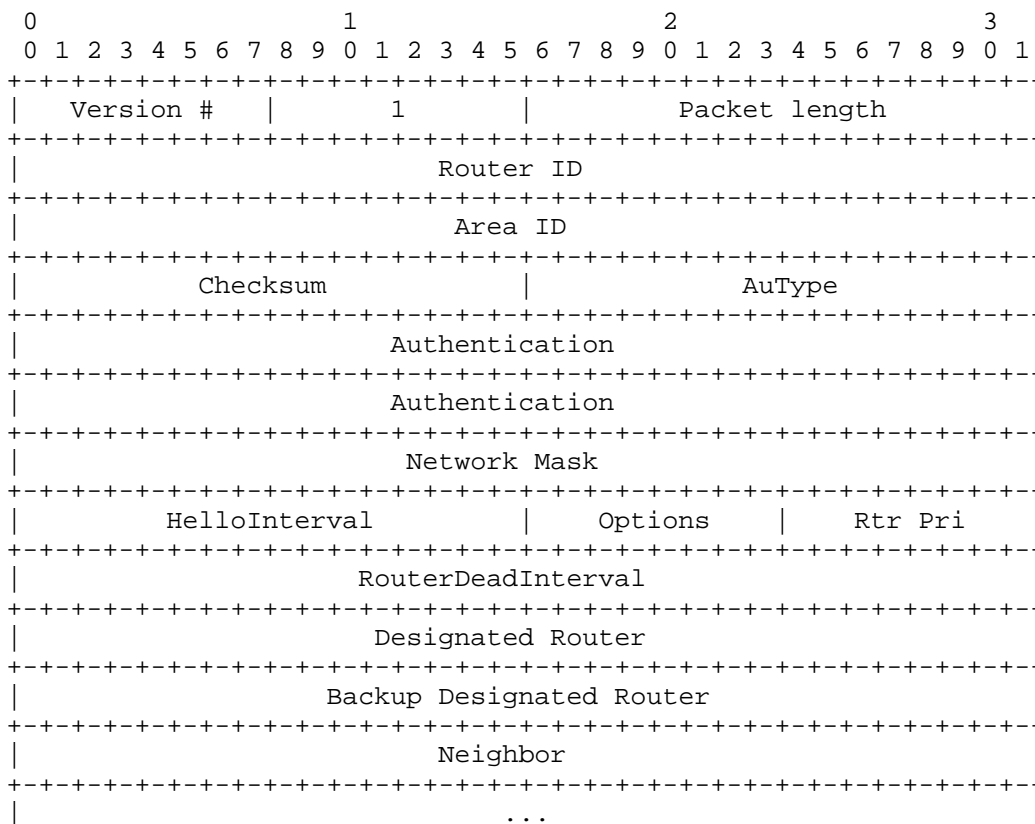 0                   1                   2                   3
 0 1 2 3 4 5 6 7 8 9 0 1 2 3 4 5 6 7 8 9 0 1 2 3 4 5 6 7 8 9 0 1
+-+-+-+-+-+-+-+-+-+-+-+-+-+-+-+-+-+-+-+-+-+-+-+-+-+-+-+-+-+-+-+-
|   Version #   |       1       |         Packet length
+-+-+-+-+-+-+-+-+-+-+-+-+-+-+-+-+-+-+-+-+-+-+-+-+-+-+-+-+-+-+-+-
|                          Router ID
+-+-+-+-+-+-+-+-+-+-+-+-+-+-+-+-+-+-+-+-+-+-+-+-+-+-+-+-+-+-+-+-
|                           Area ID
+-+-+-+-+-+-+-+-+-+-+-+-+-+-+-+-+-+-+-+-+-+-+-+-+-+-+-+-+-+-+-+-
|           Checksum            |             AuType
+-+-+-+-+-+-+-+-+-+-+-+-+-+-+-+-+-+-+-+-+-+-+-+-+-+-+-+-+-+-+-+-
|                       Authentication
+-+-+-+-+-+-+-+-+-+-+-+-+-+-+-+-+-+-+-+-+-+-+-+-+-+-+-+-+-+-+-+-
|                       Authentication
+-+-+-+-+-+-+-+-+-+-+-+-+-+-+-+-+-+-+-+-+-+-+-+-+-+-+-+-+-+-+-+-
|                        Network Mask
+-+-+-+-+-+-+-+-+-+-+-+-+-+-+-+-+-+-+-+-+-+-+-+-+-+-+-+-+-+-+-+-
|         HelloInterval         |    Options    |    Rtr Pri
+-+-+-+-+-+-+-+-+-+-+-+-+-+-+-+-+-+-+-+-+-+-+-+-+-+-+-+-+-+-+-+-
|                     RouterDeadInterval
+-+-+-+-+-+-+-+-+-+-+-+-+-+-+-+-+-+-+-+-+-+-+-+-+-+-+-+-+-+-+-+-
|                      Designated Router
+-+-+-+-+-+-+-+-+-+-+-+-+-+-+-+-+-+-+-+-+-+-+-+-+-+-+-+-+-+-+-+-
|                   Backup Designated Router
+-+-+-+-+-+-+-+-+-+-+-+-+-+-+-+-+-+-+-+-+-+-+-+-+-+-+-+-+-+-+-+-
|                          Neighbor
+-+-+-+-+-+-+-+-+-+-+-+-+-+-+-+-+-+-+-+-+-+-+-+-+-+-+-+-+-+-+-+-
|                              ...